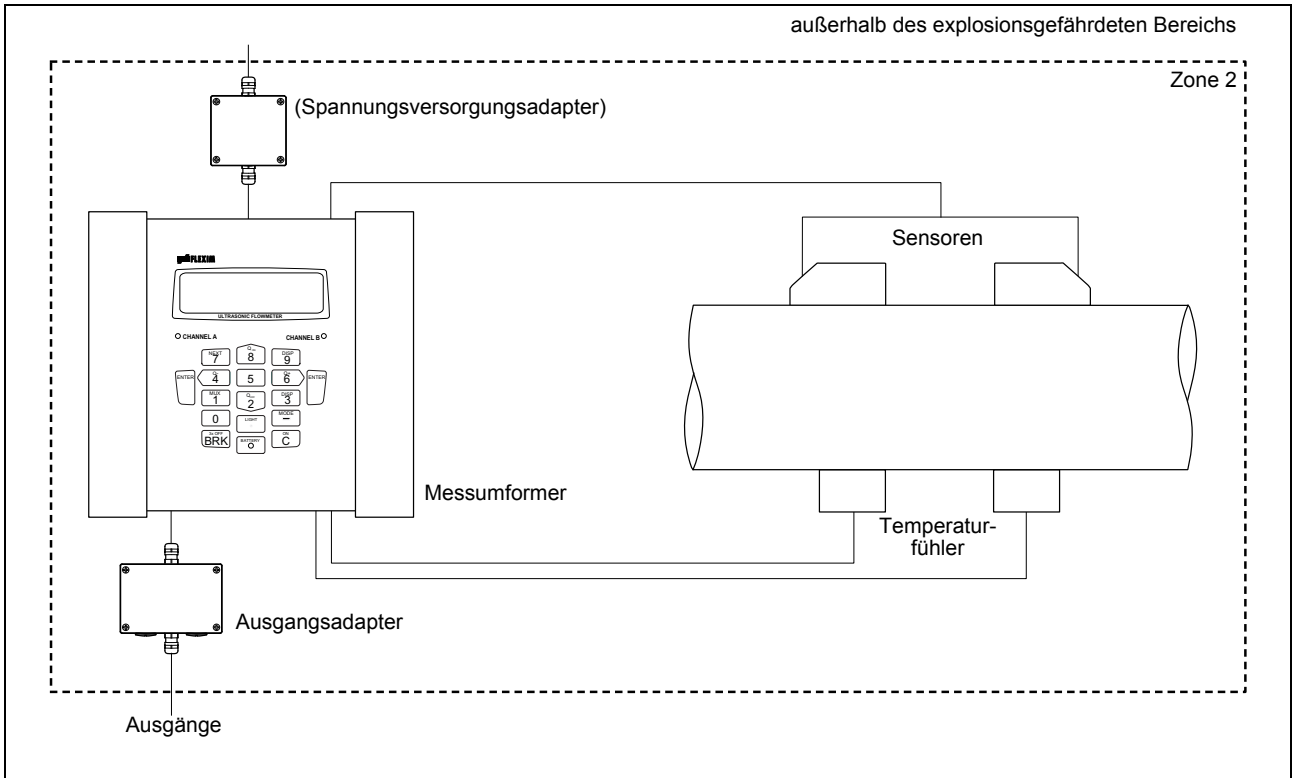 außerhalb des explosionsgefährdeten Bereichs
Zone 2
(Spannungsversorgungsadapter)
Sensoren
FLEXIM
ULTRASONIC FLOWMETER
CHANNEL A
CHANNEL B
NEXT
7
8
DISP
9
ENTER
4
5
6
ENTER
MUX
1
2
DISP
3
0
LIGHT
MODE
–
3x OFF
BRK
BATTERY
ON
C
Messumformer
Temperatur-
fühler
Ausgangsadapter
Ausgänge